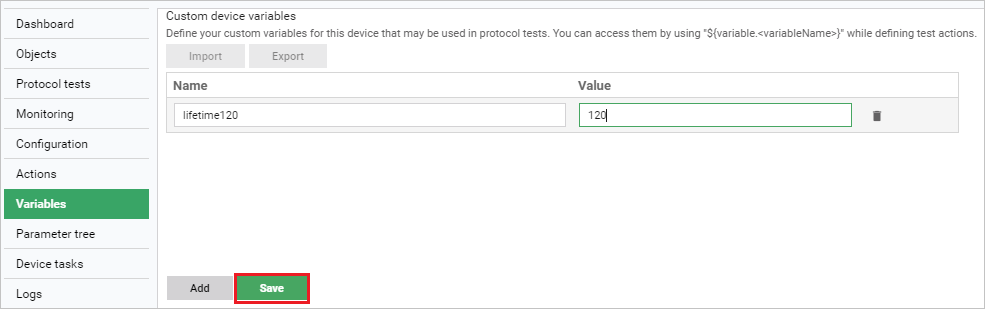 Dashboard
Objects
Protocol tests
Monitoring
Configuration
Actions
Variables
Parameter tree
Device tasks
Logs
Custom device variables
Define your custom variables for this device that may be used in protocol tests. You can access them by using "${variable.<variableName>}" while defining test actions.
Import Export
Name Value
lifetime120 120
Add Save